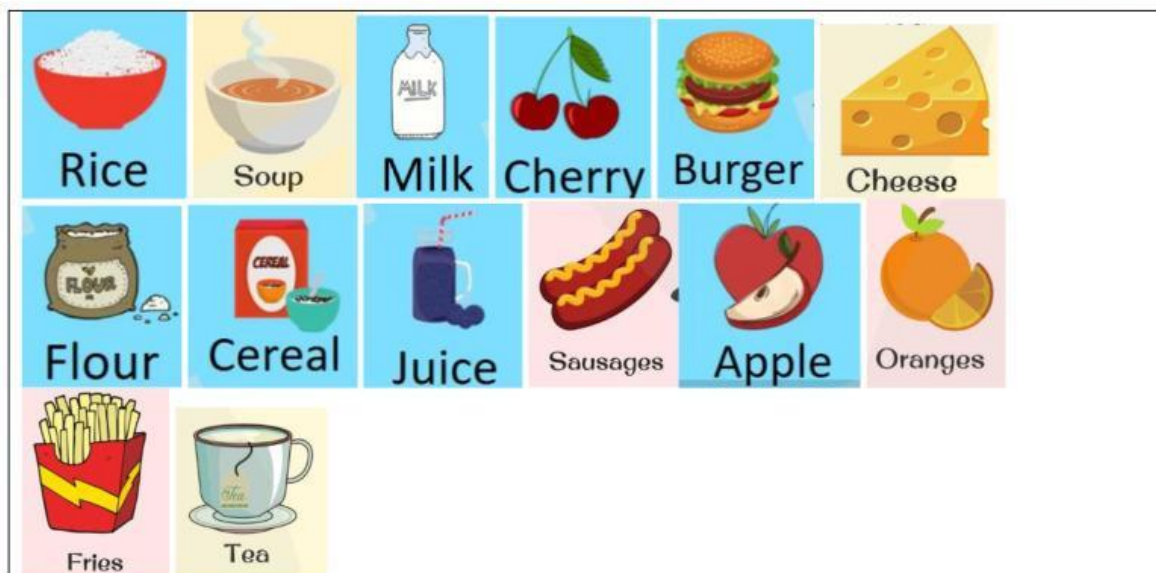 MILK
Rice
Soup
Milk
Cherry
Burger
Cheese
FLOUR
CEREAL
Flour
Cereal
Juice
Sausages
Apple
Oranges
Tea
Fries
Tea